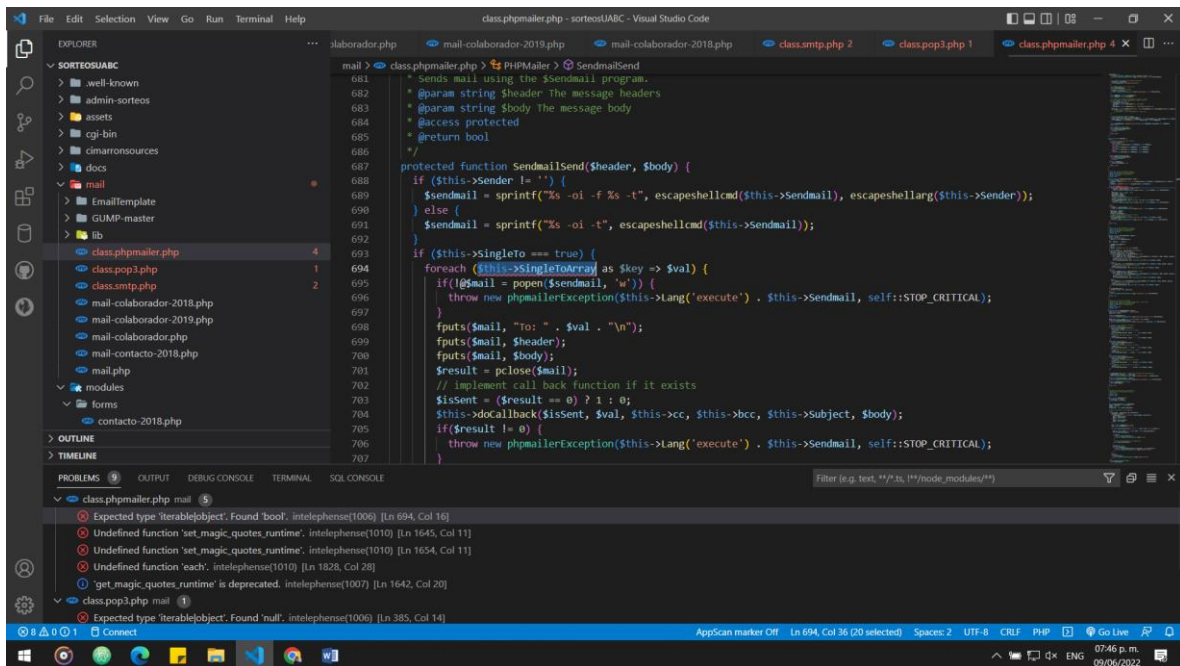 File Edit Selection View Go Run Terminal Help
class.phpmailer.php - sorteosUABC - Visual Studio Code
EXPLORER
olaborador.php mail-colaborador-2019.php mail-colaborador-2018.php class.smtp.php 2 class.pop3.php 1 class.phpmailer.php 4
SORTEOSUABC
.well-known
admin-sorteos
assets
cgi-bin
cimarronsources
docs
mail
EmailTemplate
GUMP-master
lib
class.phpmailer.php 4
class.pop3.php 1
class.smtp.php 2
mail-colaborador-2018.php
mail-colaborador-2019.php
mail-colaborador.php
mail-contacto-2018.php
mail.php
modules
forms
contacto-2018.php
OUTLINE
TIMELINE
mail > class.phpmailer.php > PHPMailer > SendmailSend
681 * Sends mail using the $Sendmail program.
682 * @param string $header The message headers
683 * @param string $body The message body
684 * @access protected
685 * @return bool
686 */
687 protected function SendmailSend($header, $body) {
688 if ($this->Sender != '') {
689 $sendmail = sprintf("%s -oi -f %s -t", escapeshellcmd($this->Sendmail), escapeshellarg($this->Sender));
690 } else {
691 $sendmail = sprintf("%s -oi -t", escapeshellcmd($this->Sendmail));
692 }
693 if ($this->SingleTo === true) {
694 foreach ($this->SingleToArray as $key => $val) {
695 if(!@$mail = popen($sendmail, 'w')) {
696 throw new phpmailerException($this->Lang('execute') . $this->Sendmail, self::STOP_CRITICAL);
697 }
698 fputs($mail, "To: " . $val . "\n");
699 fputs($mail, $header);
700 fputs($mail, $body);
701 $result = pclose($mail);
702 // implement call back function if it exists
703 $isSent = ($result == 0) ? 1 : 0;
704 $this->doCallback($isSent, $val, $this->cc, $this->bcc, $this->Subject, $body);
705 if($result != 0) {
706 throw new phpmailerException($this->Lang('execute') . $this->Sendmail, self::STOP_CRITICAL);
707 }
PROBLEMS 9 OUTPUT DEBUG CONSOLE TERMINAL SQL CONSOLE
Filter (e.g. text, **/*.ts, !**/node_modules/**)
class.phpmailer.php mail 5
Expected type 'iterable|object'. Found 'bool'. intelephense(1006) [Ln 694, Col 16]
Undefined function 'set_magic_quotes_runtime'. intelephense(1010) [Ln 1645, Col 11]
Undefined function 'set_magic_quotes_runtime'. intelephense(1010) [Ln 1654, Col 11]
Undefined function 'each'. intelephense(1010) [Ln 1828, Col 28]
'get_magic_quotes_runtime' is deprecated. intelephense(1007) [Ln 1642, Col 20]
class.pop3.php mail 1
Expected type 'iterable|object'. Found 'null'. intelephense(1006) [Ln 385, Col 14]
8 0 1 Connect
AppScan marker Off Ln 694, Col 36 (20 selected) Spaces: 2 UTF-8 CRLF PHP Go Live
ENG 07:46 p. m.
09/06/2022